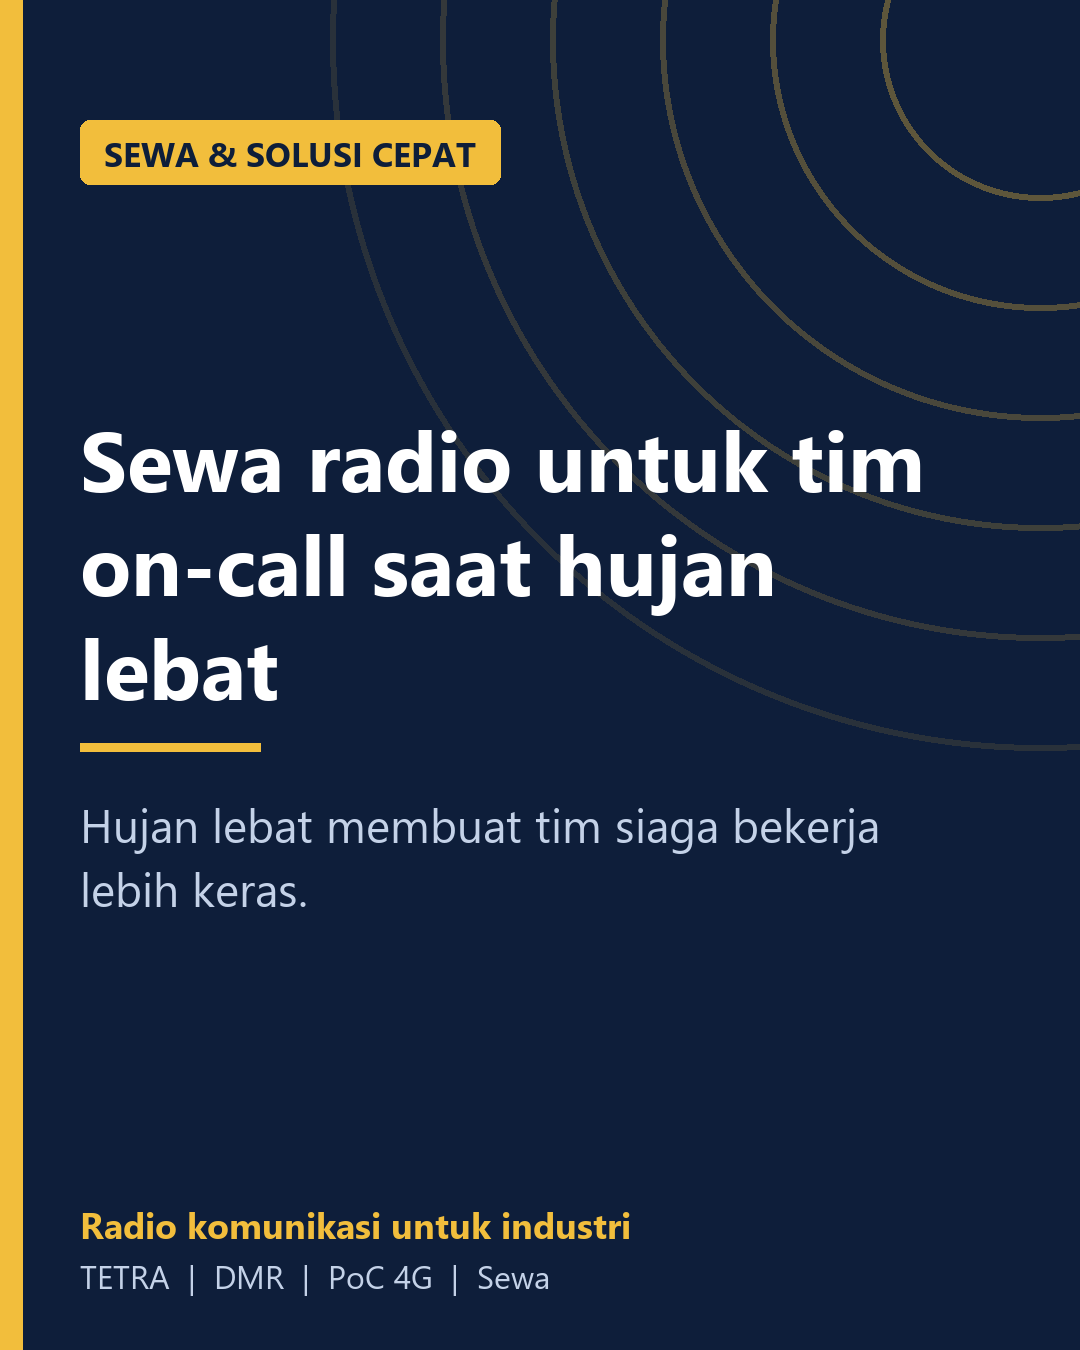 SEWA & SOLUSI CEPAT
Sewa radio untuk tim
on-call saat hujan
lebat
Hujan lebat membuat tim siaga bekerja
lebih keras.
Radio komunikasi untuk industri
TETRA | DMR | PoC 4G | Sewa